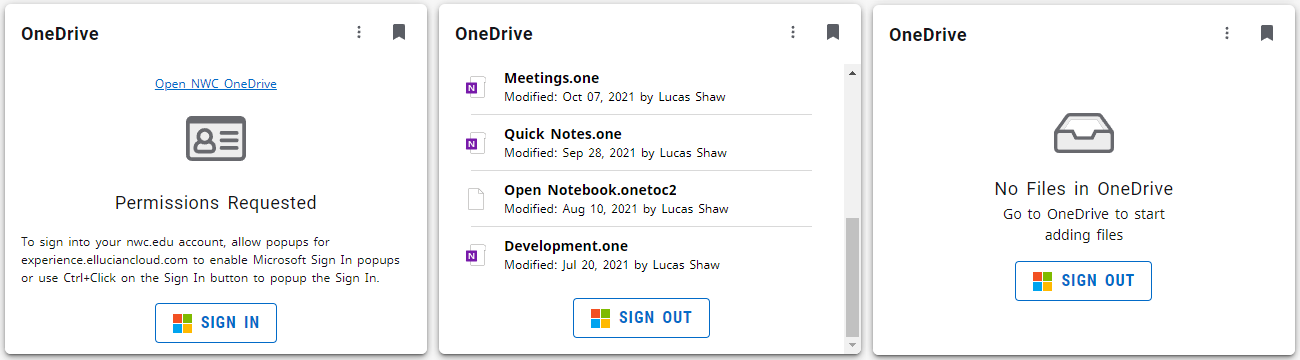 OneDrive
Open NWC OneDrive
Permissions Requested
To sign into your nwc.edu account, allow popups for
experience.elluciancloud.com to enable Microsoft Sign In popups
or use Ctrl+Click on the Sign In button to popup the Sign In.
SIGN IN
OneDrive
N
Meetings.one
Modified: Oct 07, 2021 by Lucas Shaw
N
Quick Notes.one
Modified: Sep 28, 2021 by Lucas Shaw
Open Notebook.onetoc2
Modified: Aug 10, 2021 by Lucas Shaw
N
Development.one
Modified: Jul 20, 2021 by Lucas Shaw
SIGN OUT
OneDrive
No Files in OneDrive
Go to OneDrive to start
adding files
SIGN OUT